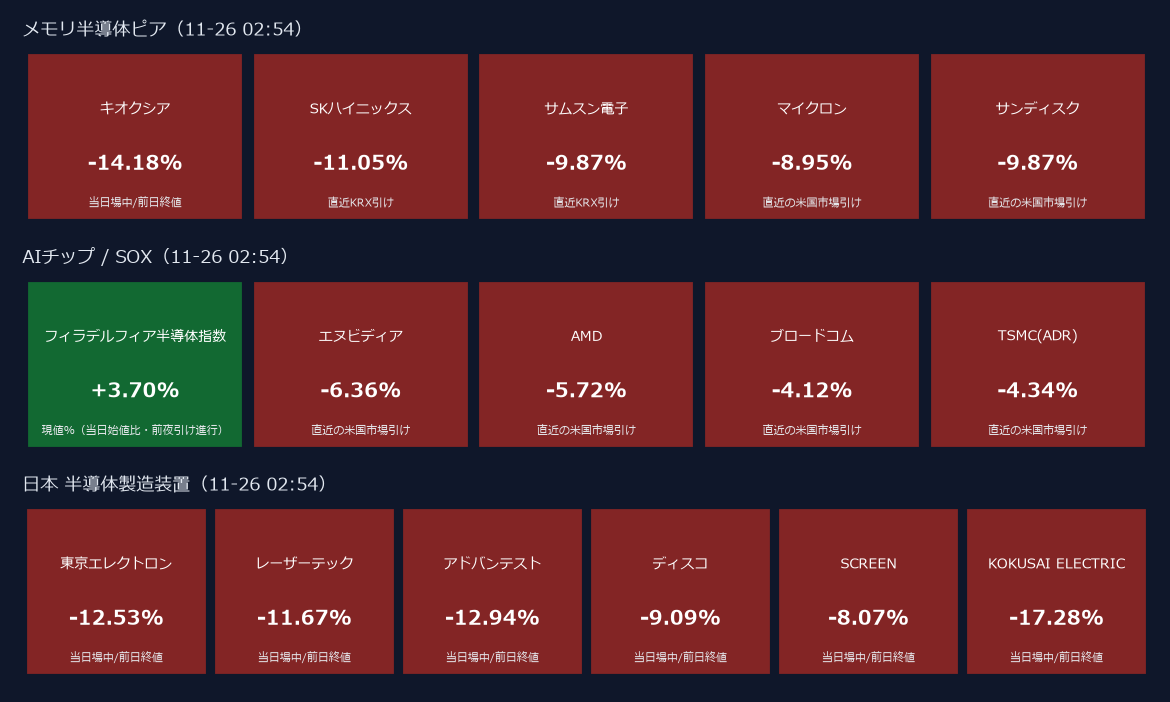 メモリ半導体ピア（11-26 02:54）
キオクシア
-14.18%
当日場中/前日終値
SKハイニックス
-11.05%
直近KRX引け
サムスン電子
-9.87%
直近KRX引け
マイクロン
-8.95%
直近の米国市場引け
サンディスク
-9.87%
直近の米国市場引け
AIチップ / SOX（11-26 02:54）
フィラデルフィア半導体指数
+3.70%
現値%（当日始値比・前夜引け進行）
エヌビディア
-6.36%
直近の米国市場引け
AMD
-5.72%
直近の米国市場引け
ブロードコム
-4.12%
直近の米国市場引け
TSMC(ADR)
-4.34%
直近の米国市場引け
日本 半導体製造装置（11-26 02:54）
東京エレクトロン
-12.53%
当日場中/前日終値
レーザーテック
-11.67%
当日場中/前日終値
アドバンテスト
-12.94%
当日場中/前日終値
ディスコ
-9.09%
当日場中/前日終値
SCREEN
-8.07%
当日場中/前日終値
KOKUSAI ELECTRIC
-17.28%
当日場中/前日終値